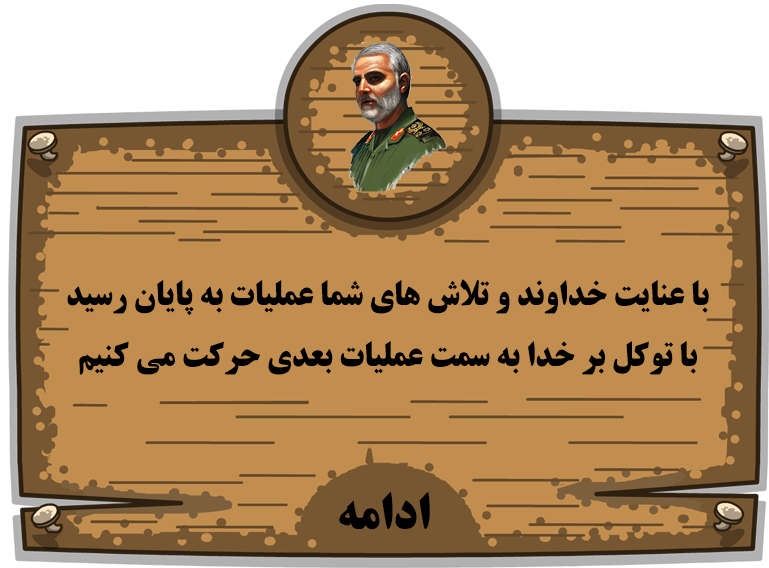 با عنایت خداوند و تلاش های شما عملیات به پایان رسید
با توکل بر خدا به سمت عملیات بعدی حرکت می کنیم
ادامه